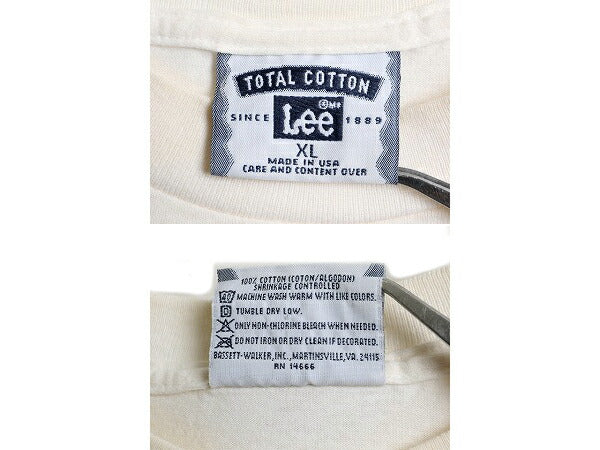 TOTAL COTTON
SINCE Lee 1889
XL
MADE IN USA
CARE AND CONTENT OVER
100% COTTON (COTON/ALGODON)
SHRINKAGE CONTROLLED
40 MACHINE WASH WARM WITH LIKE COLORS.
TUMBLE DRY LOW.
ONLY NON-CHLORINE BLEACH WHEN NEEDED.
DO NOT IRON OR DRY CLEAN IF DECORATED.
BASSETT-WALKER, INC., MARTINSVILLE, VA. 24115
RN 14666